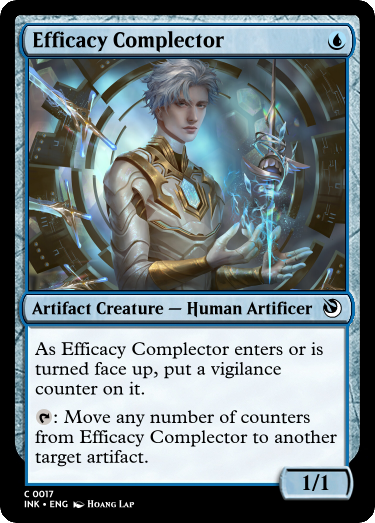 Efficacy Complector
Artifact Creature — Human Artificer
As Efficacy Complector enters or is
turned face up, put a vigilance
counter on it.
: Move any number of counters
from Efficacy Complector to another
target artifact.
1/1
C 0017
INK • ENG Hoang Lap